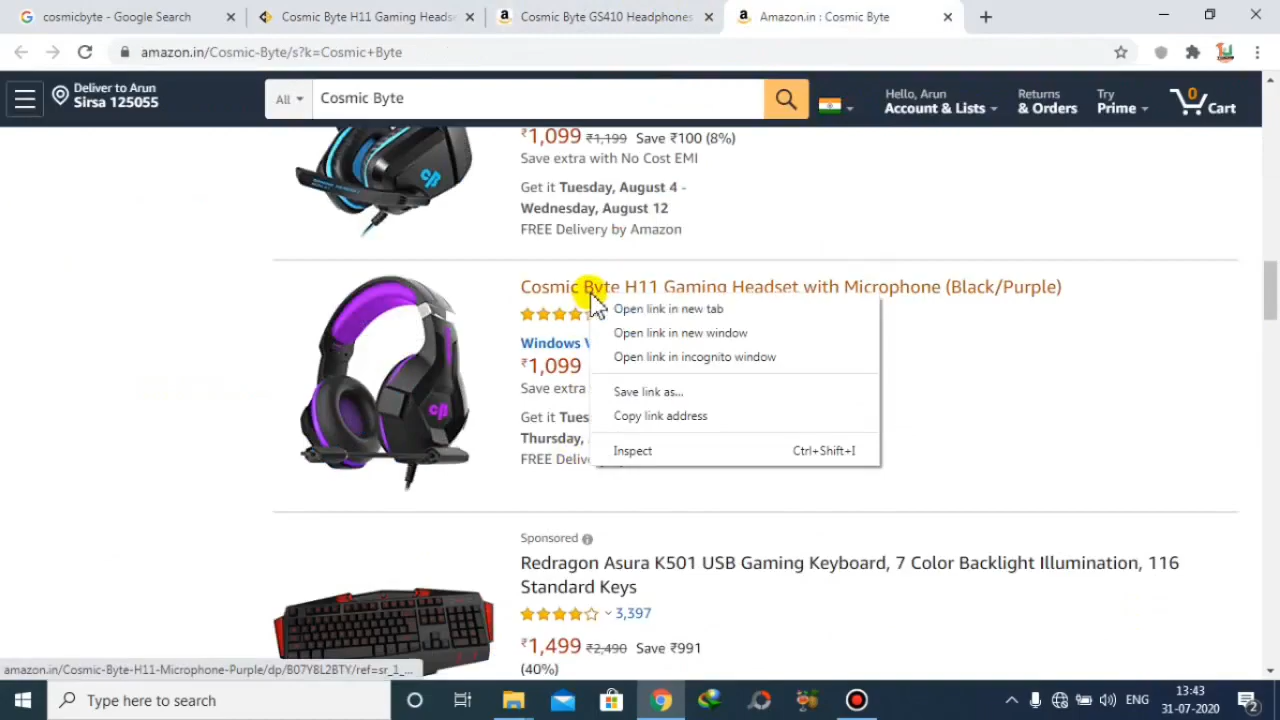 cosmicbyte - Google Search
Cosmic Byte H11 Gaming Heads
Cosmic Byte GS410 Headphones
Amazon.in : Cosmic Byte
amazon.in/Cosmic-Byte/s?k=Cosmic+Byte
Deliver to Arun
Sirsa 125055
All
Cosmic Byte
Hello, Arun
Account & Lists
Returns
& Orders
Try
Prime
0
Cart
₹1,099 ₹1,199 Save ₹100 (8%)
Save extra with No Cost EMI
Get it Tuesday, August 4 -
Wednesday, August 12
FREE Delivery by Amazon
Cosmic Byte H11 Gaming Headset with Microphone (Black/Purple)
Windows V
₹1,099
Save extra
Get it Tues
Thursday,
FREE Deliv
Open link in new tab
Open link in new window
Open link in incognito window
Save link as...
Copy link address
Inspect Ctrl+Shift+I
Sponsored
Redragon Asura K501 USB Gaming Keyboard, 7 Color Backlight Illumination, 116
Standard Keys
3,397
₹1,499 ₹2,490 Save ₹991
(40%)
amazon.in/Cosmic-Byte-H11-Microphone-Purple/dp/B07Y8L2BTY/ref=sr_1_...
Type here to search
ENG
13:43
31-07-2020
2